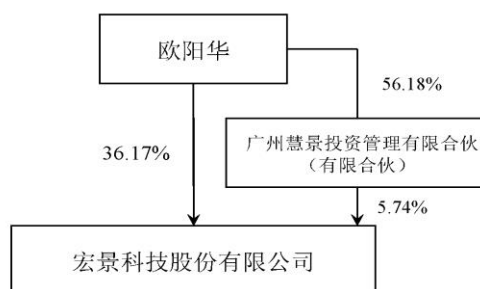 欧阳华
56.18%
36.17%
广州慧景投资管理有限合伙
（有限合伙）
5.74%
宏景科技股份有限公司